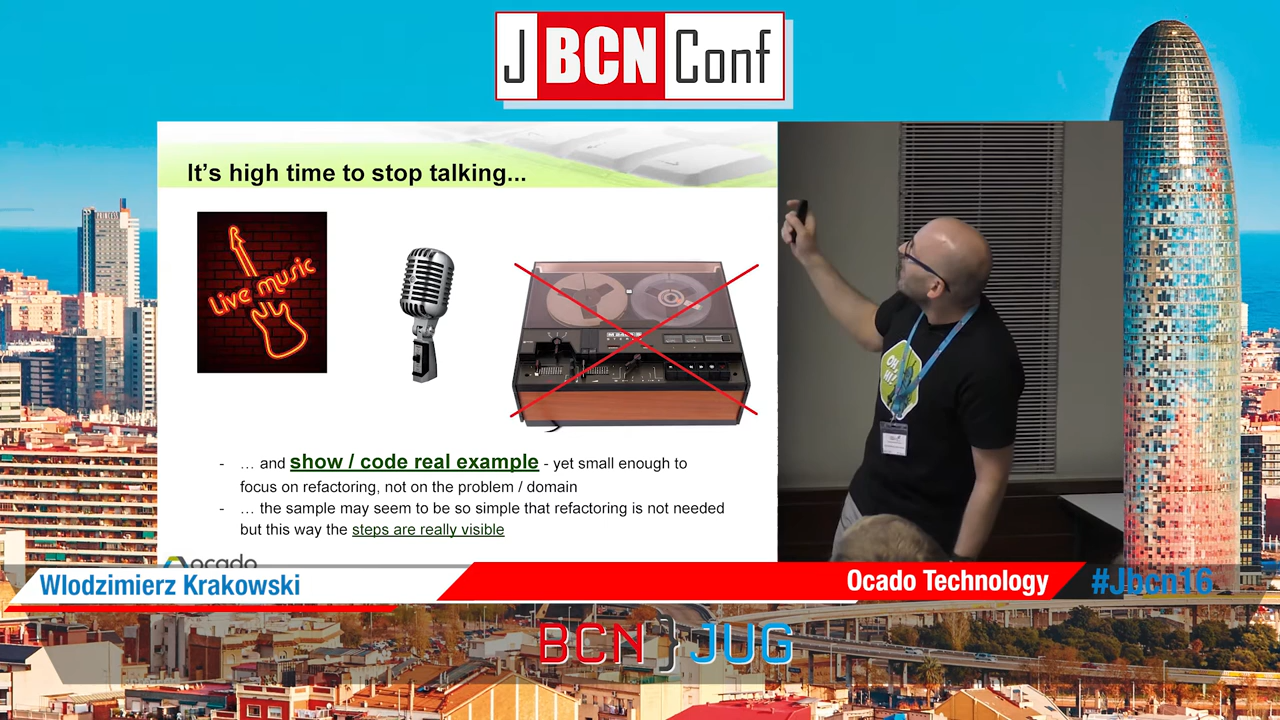 J BCN Conf
It's high time to stop talking...
Live music
- … and show / code real example - yet small enough to
focus on refactoring, not on the problem / domain
- … the sample may seem to be so simple that refactoring is not needed
but this way the steps are really visible
ocado
Wlodzimierz Krakowski
Ocado Technology
#Jbcn16
BCN JUG